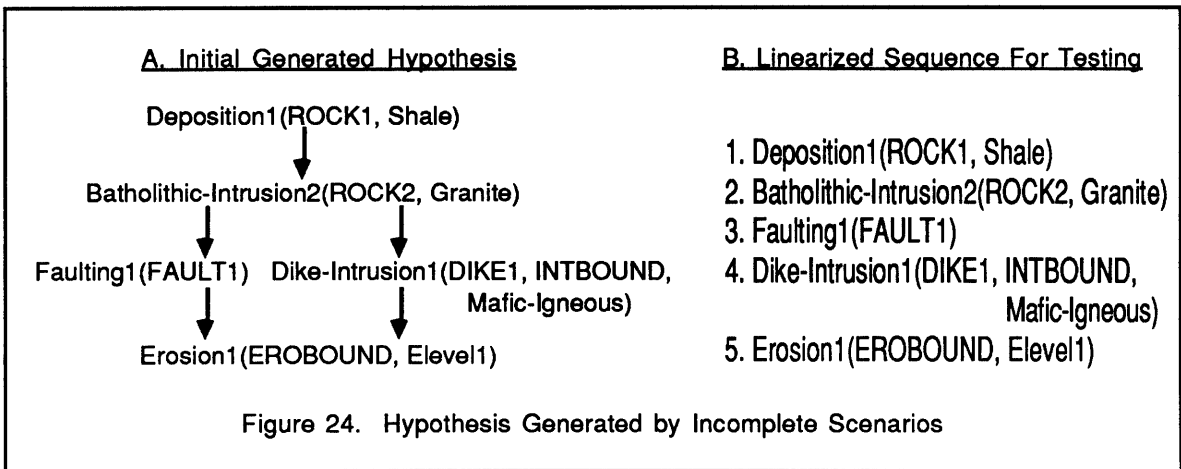 A. Initial Generated Hypothesis
Deposition1(ROCK1, Shale)
Batholithic-Intrusion2(ROCK2, Granite)
Faulting1(FAULT1)
Dike-Intrusion1(DIKE1, INTBOUND,
Mafic-Igneous)
Erosion1(EROBOUND, Elevel1)
B. Linearized Sequence For Testing
1. Deposition1(ROCK1, Shale)
2. Batholithic-Intrusion2(ROCK2, Granite)
3. Faulting1(FAULT1)
4. Dike-Intrusion1(DIKE1, INTBOUND,
Mafic-Igneous)
5. Erosion1(EROBOUND, Elevel1)
Figure 24. Hypothesis Generated by Incomplete Scenarios